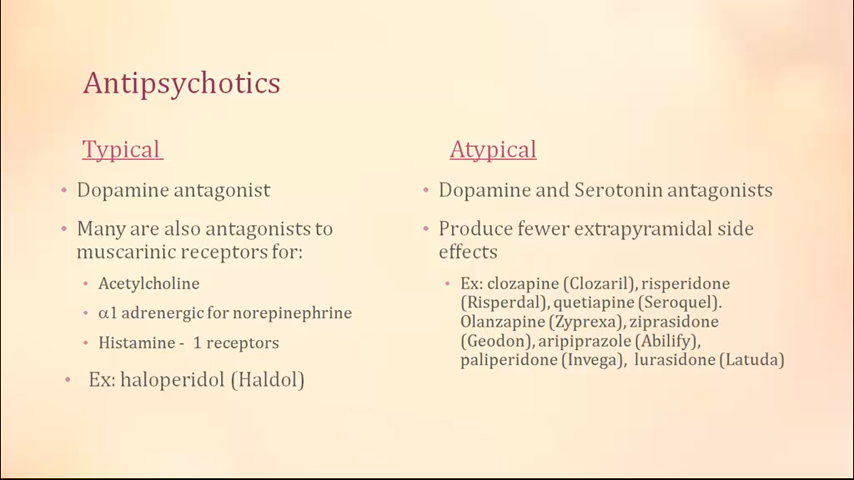 Antipsychotics
Typical
• Dopamine antagonist
• Many are also antagonists to
muscarinic receptors for:
• Acetylcholine
• α1 adrenergic for norepinephrine
• Histamine - 1 receptors
• Ex: haloperidol (Haldol)
Atypical
• Dopamine and Serotonin antagonists
• Produce fewer extrapyramidal side
effects
• Ex: clozapine (Clozaril), risperidone
(Risperdal), quetiapine (Seroquel).
Olanzapine (Zyprexa), ziprasidone
(Geodon), aripiprazole (Abilify),
paliperidone (Invega), lurasidone (Latuda)